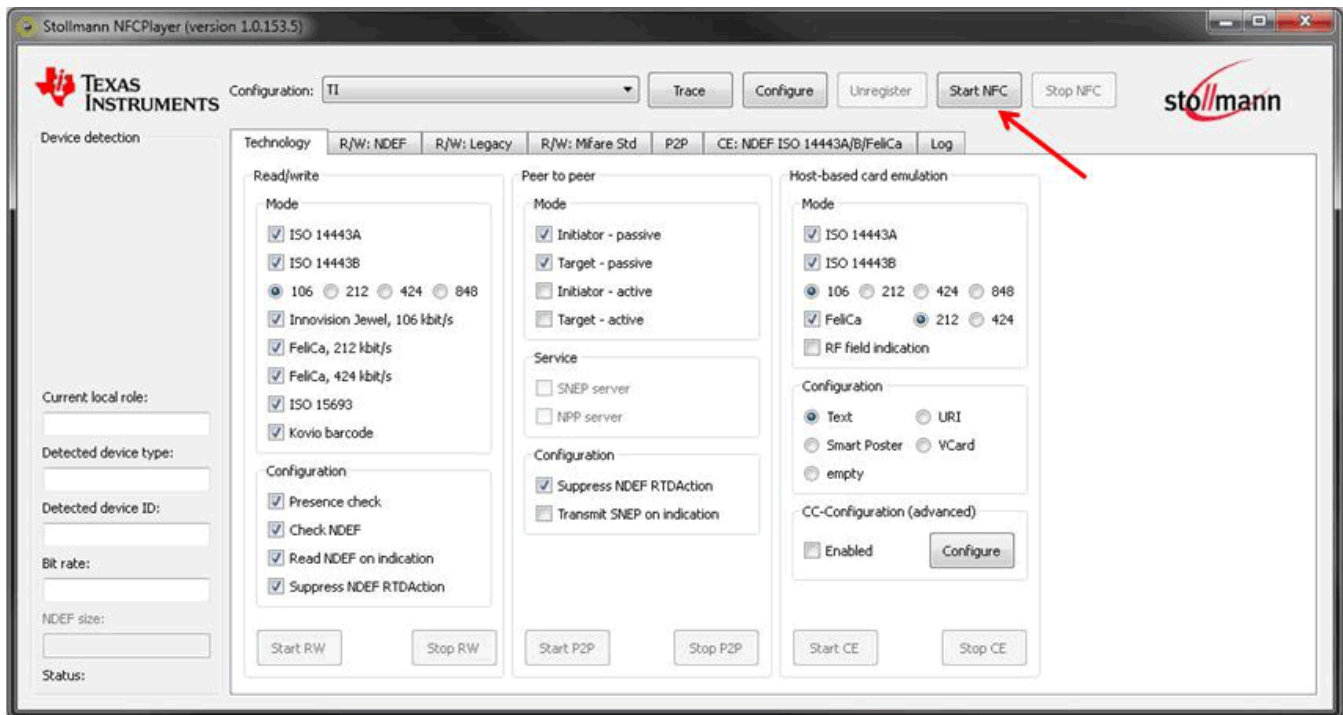 Stollmann NFCPlayer (version 1.0.153.5)
TEXAS
INSTRUMENTS
Configuration: TI Trace Configure Unregister Start NFC Stop NFC
stollmann
Device detection
Technology R/W: NDEF R/W: Legacy R/W: Mifare Std P2P CE: NDEF ISO 14443A/B/FeliCa Log
Read/write
Mode
ISO 14443A
ISO 14443B
106 212 424 848
Innovision Jewel, 106 kbit/s
FeliCa, 212 kbit/s
FeliCa, 424 kbit/s
ISO 15693
Kovio barcode
Configuration
Presence check
Check NDEF
Read NDEF on indication
Suppress NDEF RTDAction
Start RW Stop RW
Peer to peer
Mode
Initiator - passive
Target - passive
Initiator - active
Target - active
Service
SNEP server
NPP server
Configuration
Suppress NDEF RTDAction
Transmit SNEP on indication
Start P2P Stop P2P
Host-based card emulation
Mode
ISO 14443A
ISO 14443B
106 212 424 848
FeliCa 212 424
RF field indication
Configuration
Text URI
Smart Poster VCard
empty
CC-Configuration (advanced)
Enabled Configure
Start CE Stop CE
Current local role:
Detected device type:
Detected device ID:
Bit rate:
NDEF size:
Status: